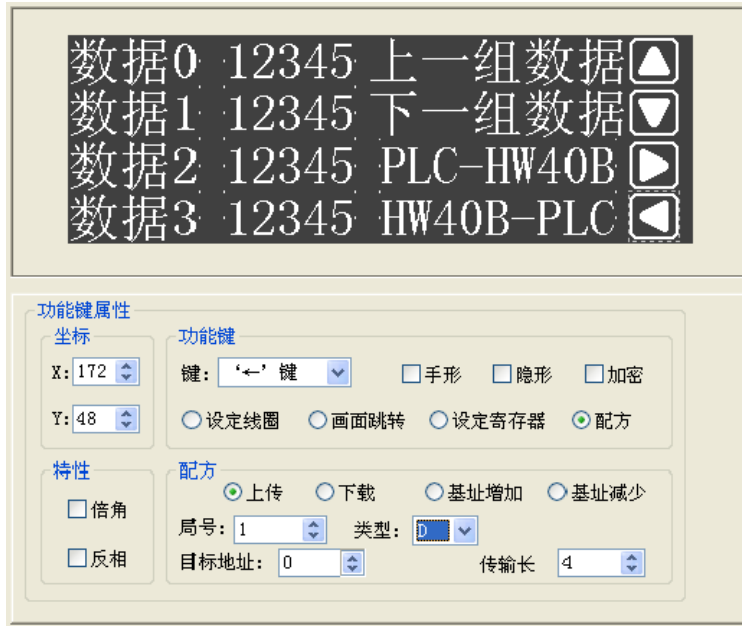 数据0 12345 上一组数据
数据1 12345 下一组数据
数据2 12345 PLC-HW40B
数据3 12345 HW40B-PLC
功能键属性
坐标
X: 172
Y: 48
功能键
键: ‘←’ 键
手形 隐形 加密
设定线圈 画面跳转 设定寄存器 配方
特性
倍角
反相
配方
上传 下载 基址增加 基址减少
局号: 1 类型: D
目标地址: 0 传输长 4